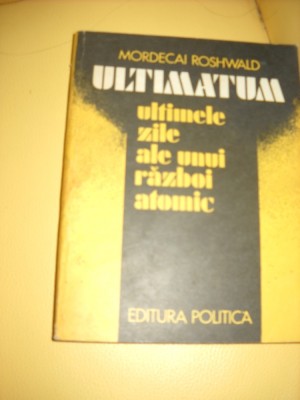 MORDECAI ROSHWALD
ULTIMATUM
ultimele
zile
ale unui
război
atomic
EDITURA POLITICA